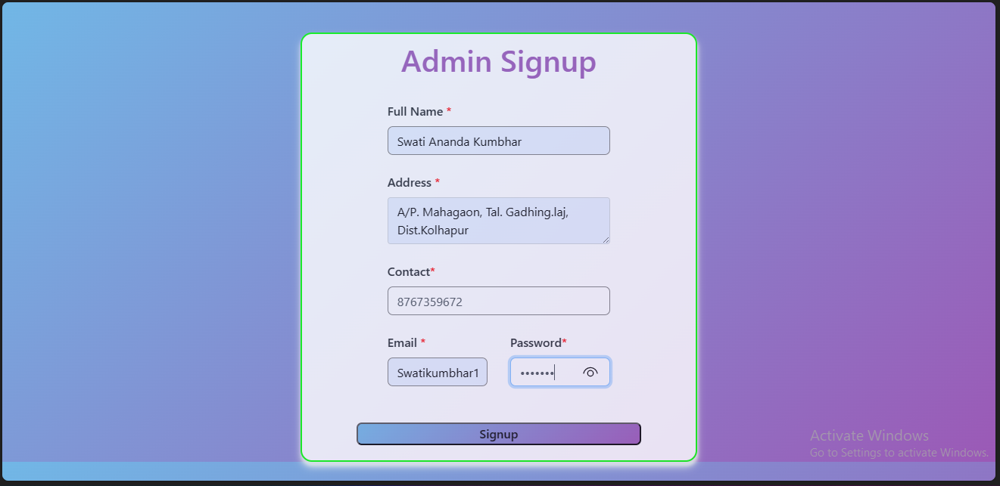 Admin Signup
Full Name *
Swati Ananda Kumbhar
Address *
A/P. Mahagaon, Tal. Gadhing.laj,
Dist.Kolhapur
Contact*
8767359672
Email * Password*
Swatikumbhar1 •••••••
Signup
Activate Windows
Go to Settings to activate Windows.